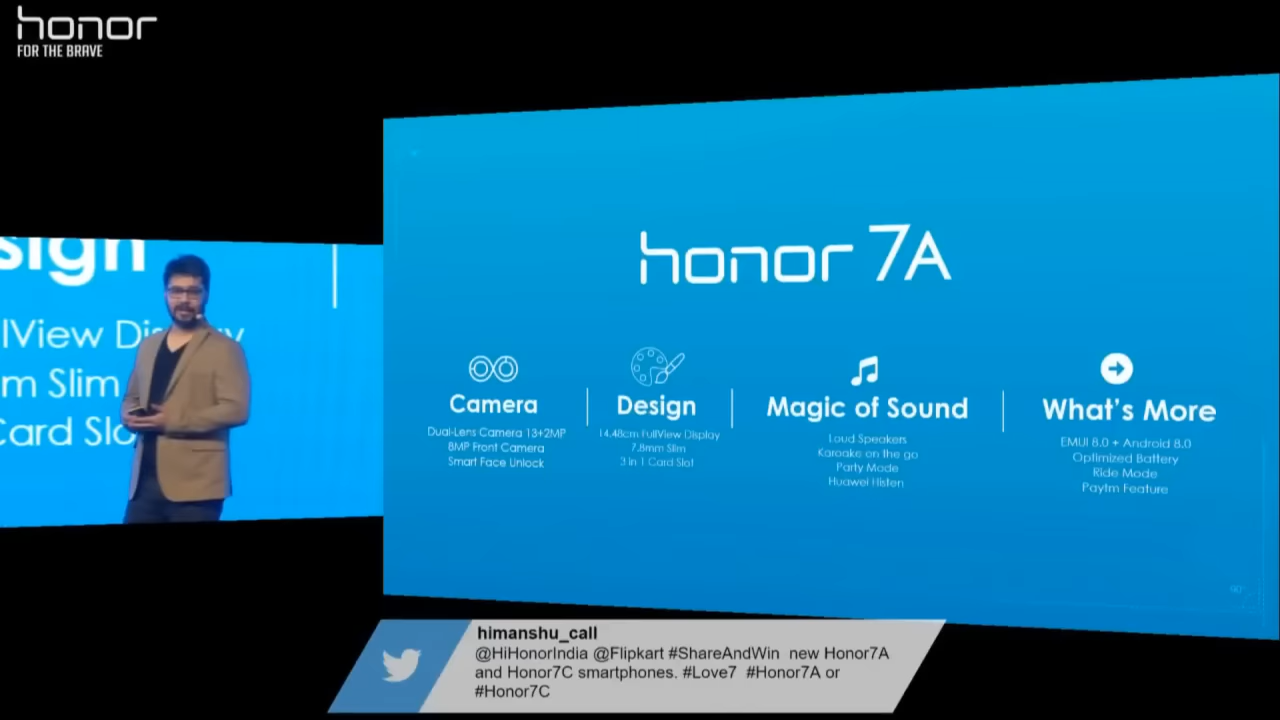 honor
FOR THE BRAVE
sign
lView Display
m Slim
Card Slo
honor 7A
Camera
Dual-Lens Camera 13+2MP
8MP Front Camera
Smart Face Unlock
Design
14.48cm FullView Display
7.8mm Slim
3 in 1 Card Slot
Magic of Sound
Loud Speakers
Karaoke on the go
Party Mode
Huawei Histen
What's More
EMUI 8.0 + Android 8.0
Optimized Battery
Ride Mode
Paytm Feature
himanshu_call
@HiHonorIndia @Flipkart #ShareAndWin new Honor7A
and Honor7C smartphones. #Love7 #Honor7A or
#Honor7C